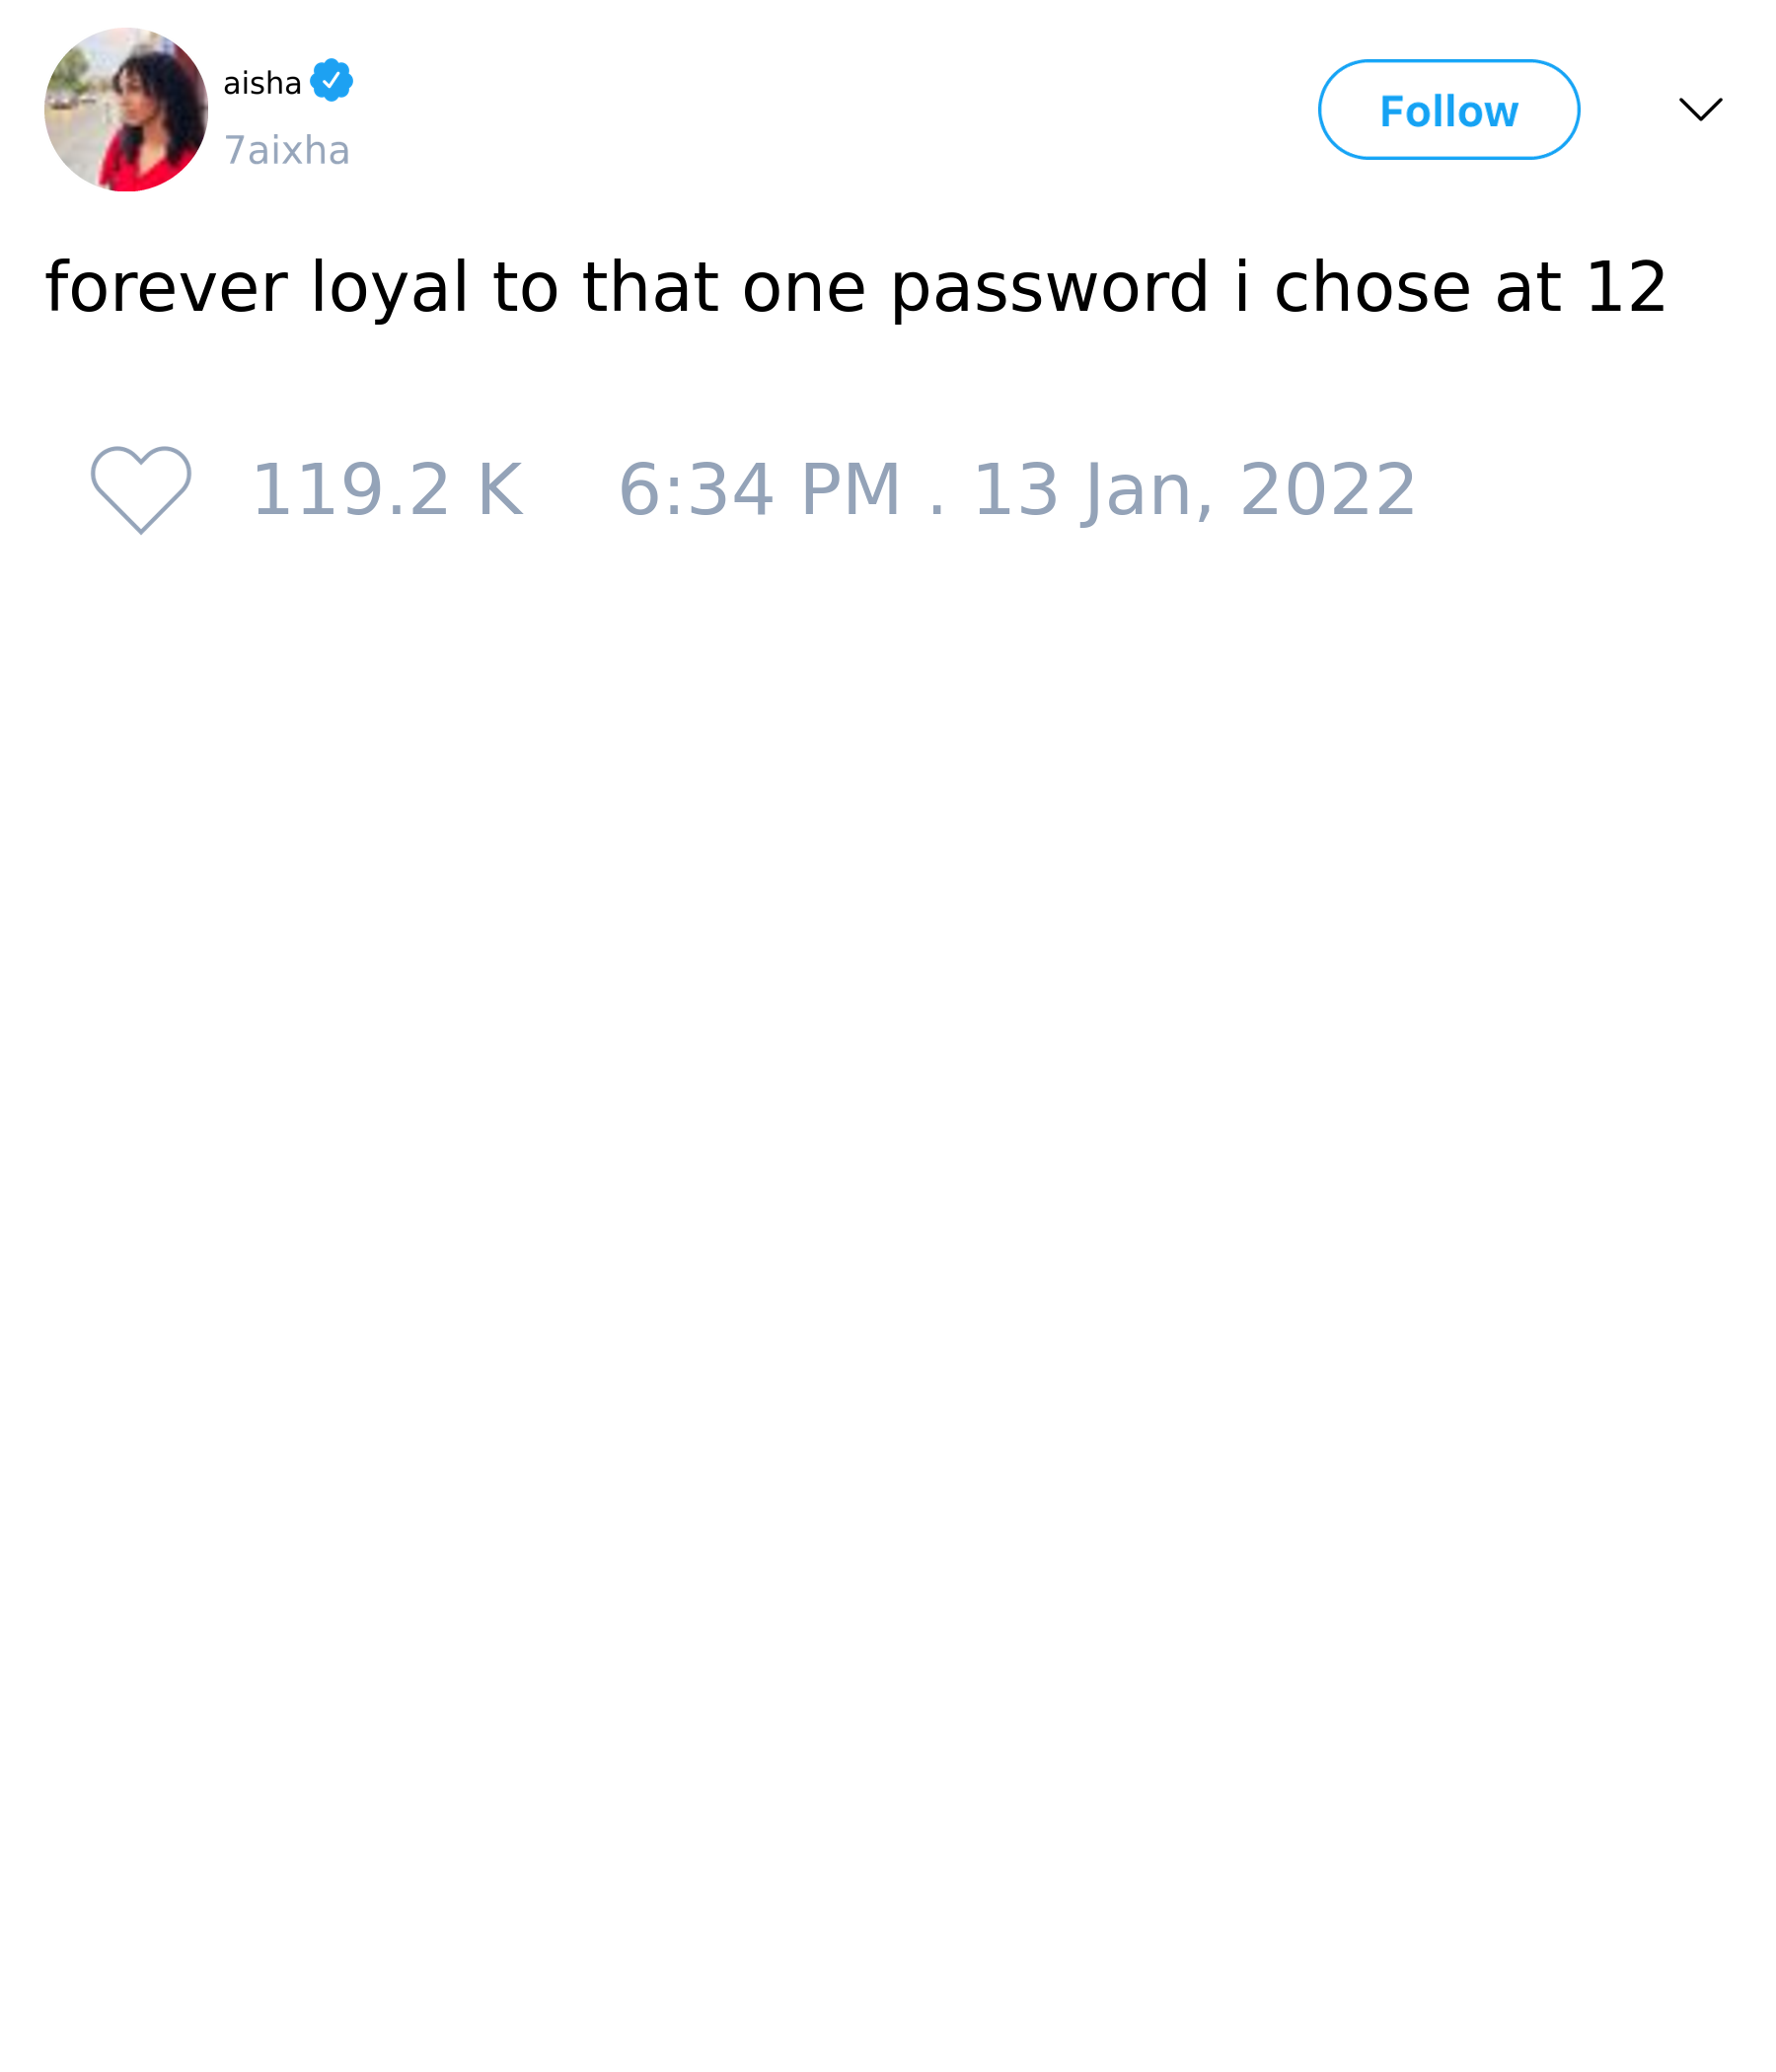 aisha
7aixha
Follow
forever loyal to that one password i chose at 12
119.2 K 6:34 PM . 13 Jan, 2022